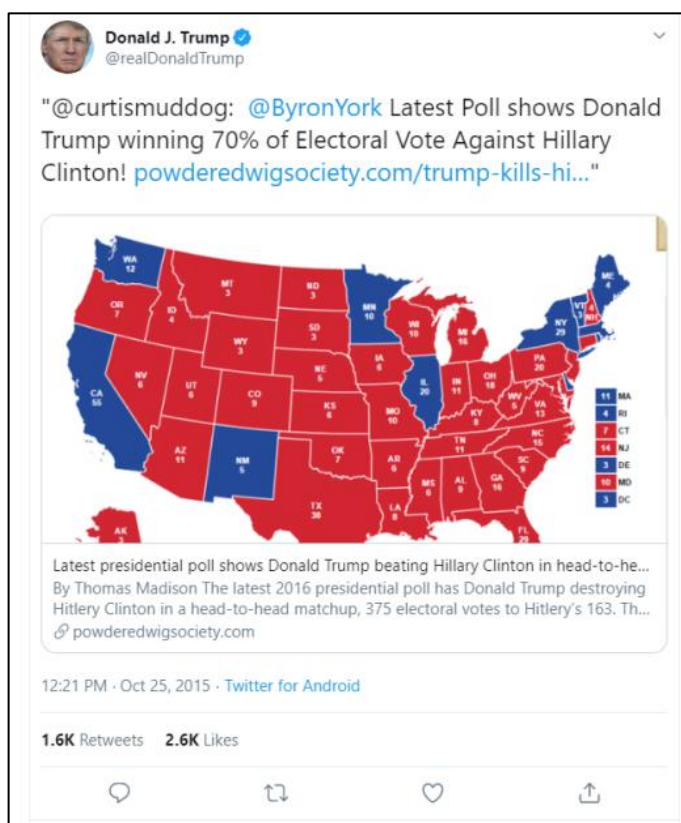 Donald J. Trump
@realDonaldTrump
"@curtismuddog: @ByronYork Latest Poll shows Donald
Trump winning 70% of Electoral Vote Against Hillary
Clinton! powderedwigsociety.com/trump-kills-hi..."
WA
12
OR
7
CA
55
NV
6
ID
4
MT
3
WY
3
UT
6
AZ
11
CO
9
NM
5
ND
3
SD
3
NE
5
KS
6
OK
7
TX
38
MN
10
IA
6
MO
10
AR
6
LA
8
WI
10
IL
20
MI
16
IN
11
OH
18
KY
8
TN
11
MS
6
AL
9
GA
16
FL
29
SC
9
NC
15
VA
13
WV
5
PA
20
NY
29
VT
3
4
NH
ME
4
AK
3
11 MA
4 RI
7 CT
14 NJ
3 DE
10 MD
3 DC
Latest presidential poll shows Donald Trump beating Hillary Clinton in head-to-he...
By Thomas Madison The latest 2016 presidential poll has Donald Trump destroying
Hitlery Clinton in a head-to-head matchup, 375 electoral votes to Hitlery's 163. Th...
powderedwigsociety.com
12:21 PM · Oct 25, 2015 · Twitter for Android
1.6K Retweets 2.6K Likes